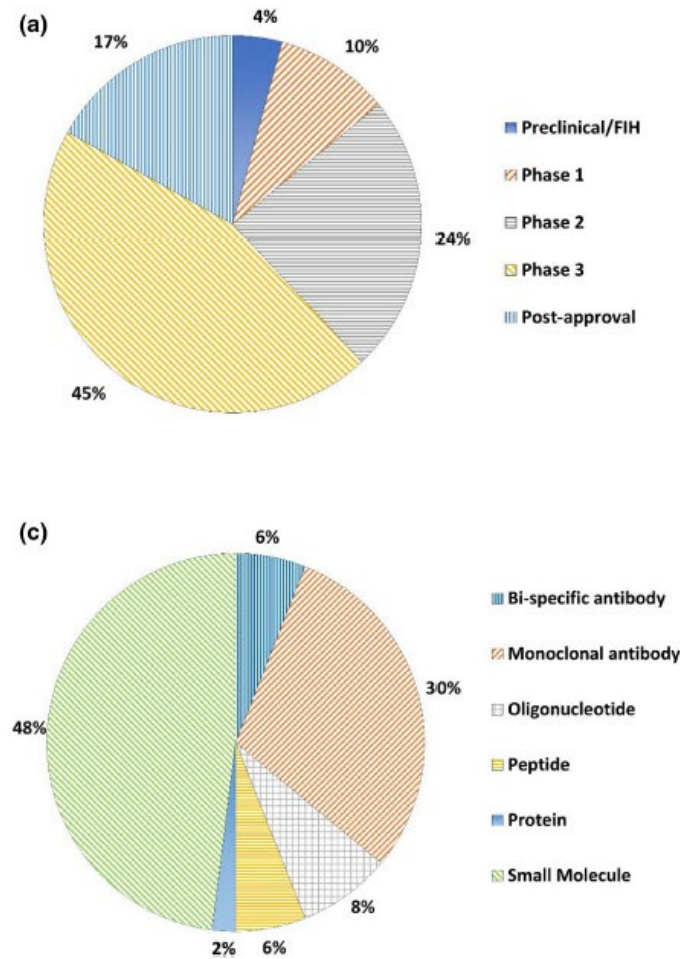 (a)
4%
17%
10%
Preclinical/FIH
Phase 1
Phase 2
24%
Phase 3
Post-approval
45%
(c)
6%
Bi-specific antibody
Monoclonal antibody
30%
Oligonucleotide
48%
Peptide
Protein
Small Molecule
8%
2%
6%